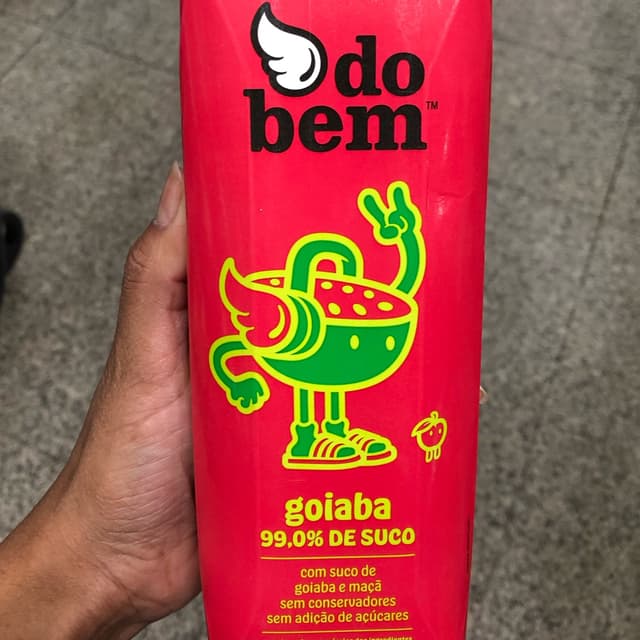 do
bem™
goiaba
99,0% DE SUCO
com suco de
goiaba e maçã
sem conservadores
sem adição de açúcares